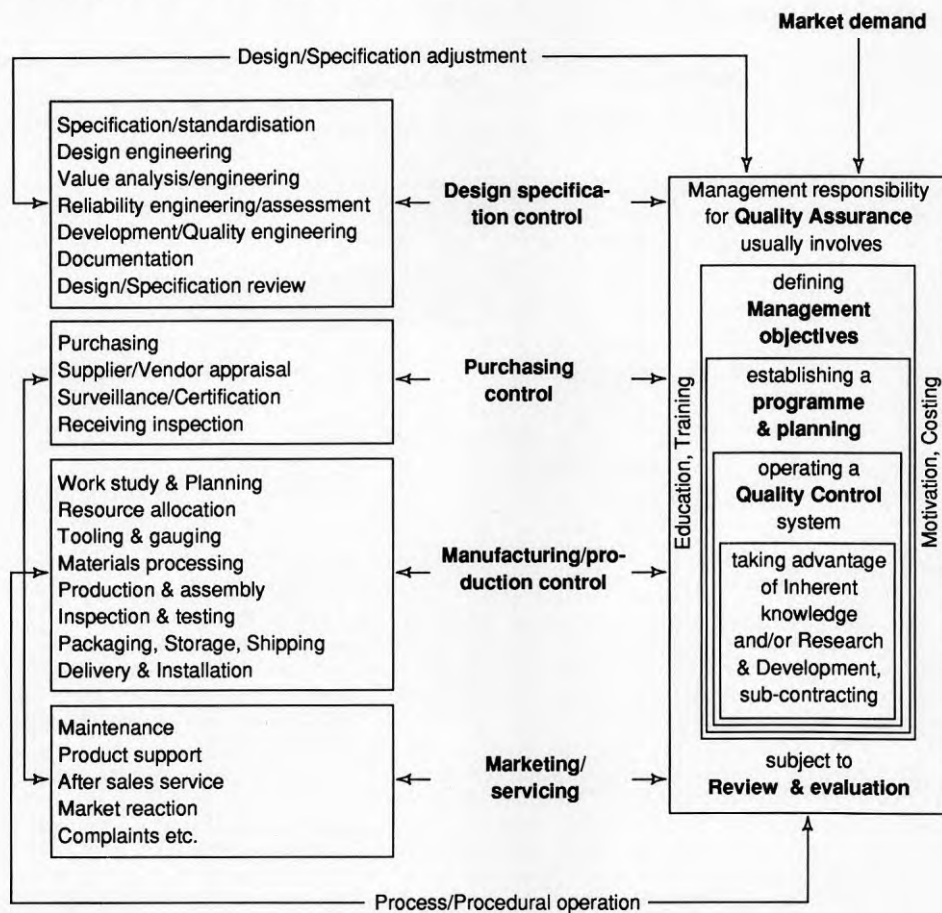 Market demand
Design/Specification adjustment
Specification/standardisation
Design engineering
Value analysis/engineering
Reliability engineering/assessment
Development/Quality engineering
Documentation
Design/Specification review
Design specifica-
tion control
Purchasing
Supplier/Vendor appraisal
Surveillance/Certification
Receiving inspection
Purchasing
control
Work study & Planning
Resource allocation
Tooling & gauging
Materials processing
Production & assembly
Inspection & testing
Packaging, Storage, Shipping
Delivery & Installation
Manufacturing/pro-
duction control
Maintenance
Product support
After sales service
Market reaction
Complaints etc.
Marketing/
servicing
Management responsibility
for Quality Assurance
usually involves
Education, Training
defining
Management
objectives
establishing a
programme
& planning
operating a
Quality Control
system
taking advantage
of Inherent
knowledge
and/or Research
& Development,
sub-contracting
Motivation, Costing
subject to
Review & evaluation
Process/Procedural operation